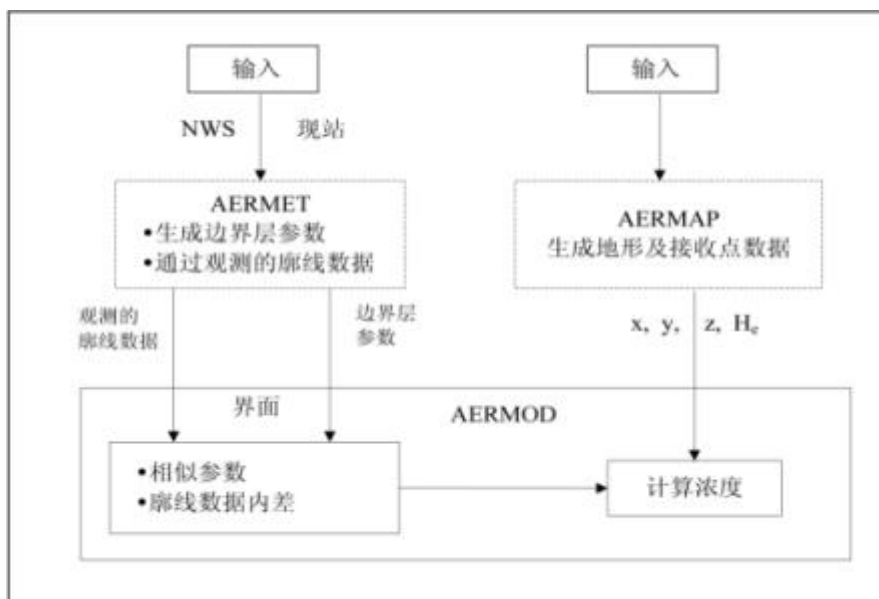 输入
输入
NWS 现站
AERMET
•生成边界层参数
•通过观测的廓线数据
AERMAP
生成地形及接收点数据
观测的
廓线数据
边界层
参数
x, y, z, He
界面
AERMOD
•相似参数
•廓线数据内差
计算浓度